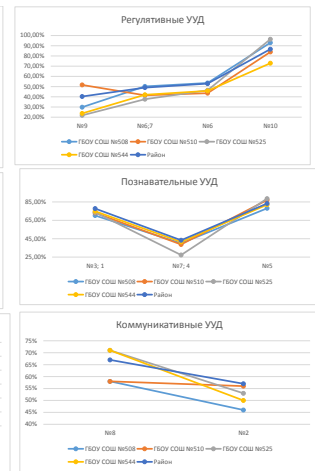 Регулятивные УУД
100,00%
90,00%
80,00%
70,00%
60,00%
50,00%
40,00%
30,00%
20,00%
№9 №6;7 №6 №10
ГБОУ СОШ №508 ГБОУ СОШ №510 ГБОУ СОШ №525
ГБОУ СОШ №544 Район
Познавательные УУД
85,00%
45,00%
25,00%
№3; 1 №7; 4 №5
ГБОУ СОШ №508 ГБОУ СОШ №510 ГБОУ СОШ №525
ГБОУ СОШ №544 Район
Коммуникативные УУД
75%
70%
65%
60%
55%
50%
45%
40%
№8 №2
ГБОУ СОШ №508 ГБОУ СОШ №510 ГБОУ СОШ №525
ГБОУ СОШ №544 Район